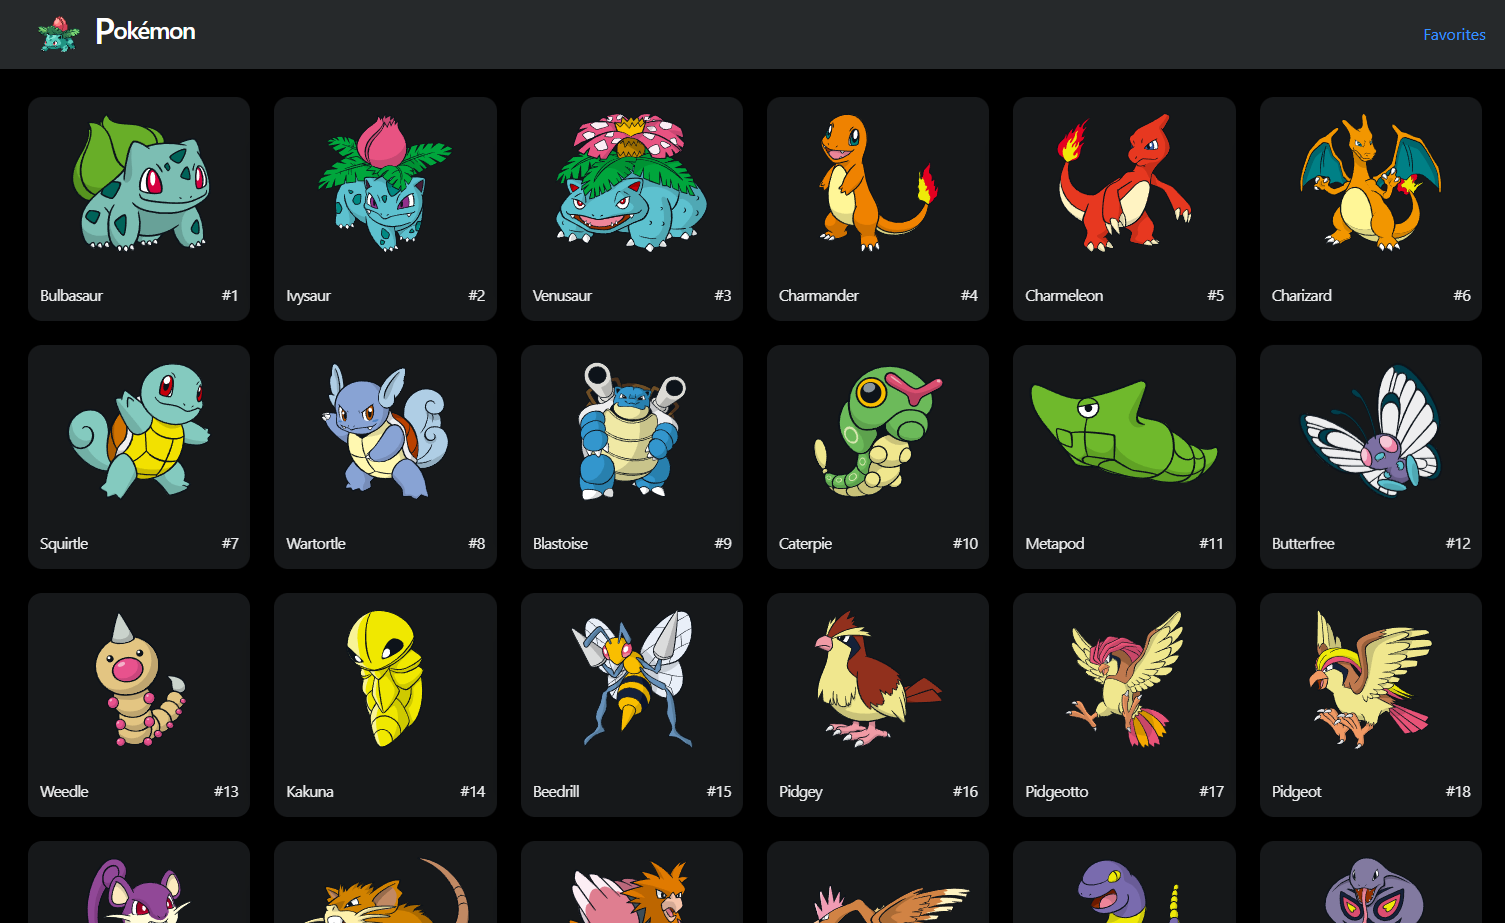 Pokémon
Favorites
Bulbasaur #1
Ivysaur #2
Venusaur #3
Charmander #4
Charmeleon #5
Charizard #6
Squirtle #7
Wartortle #8
Blastoise #9
Caterpie #10
Metapod #11
Butterfree #12
Weedle #13
Kakuna #14
Beedrill #15
Pidgey #16
Pidgeotto #17
Pidgeot #18